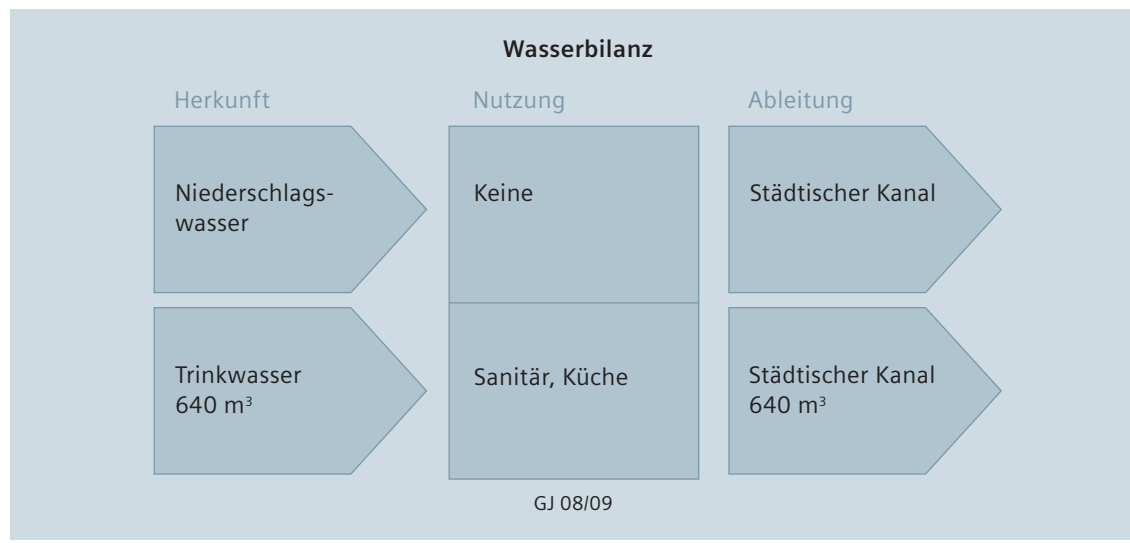 Wasserbilanz
Herkunft
Nutzung
Ableitung
Niederschlags-
wasser
Keine
Städtischer Kanal
Trinkwasser
640 m³
Sanitär, Küche
Städtischer Kanal
640 m³
GJ 08/09